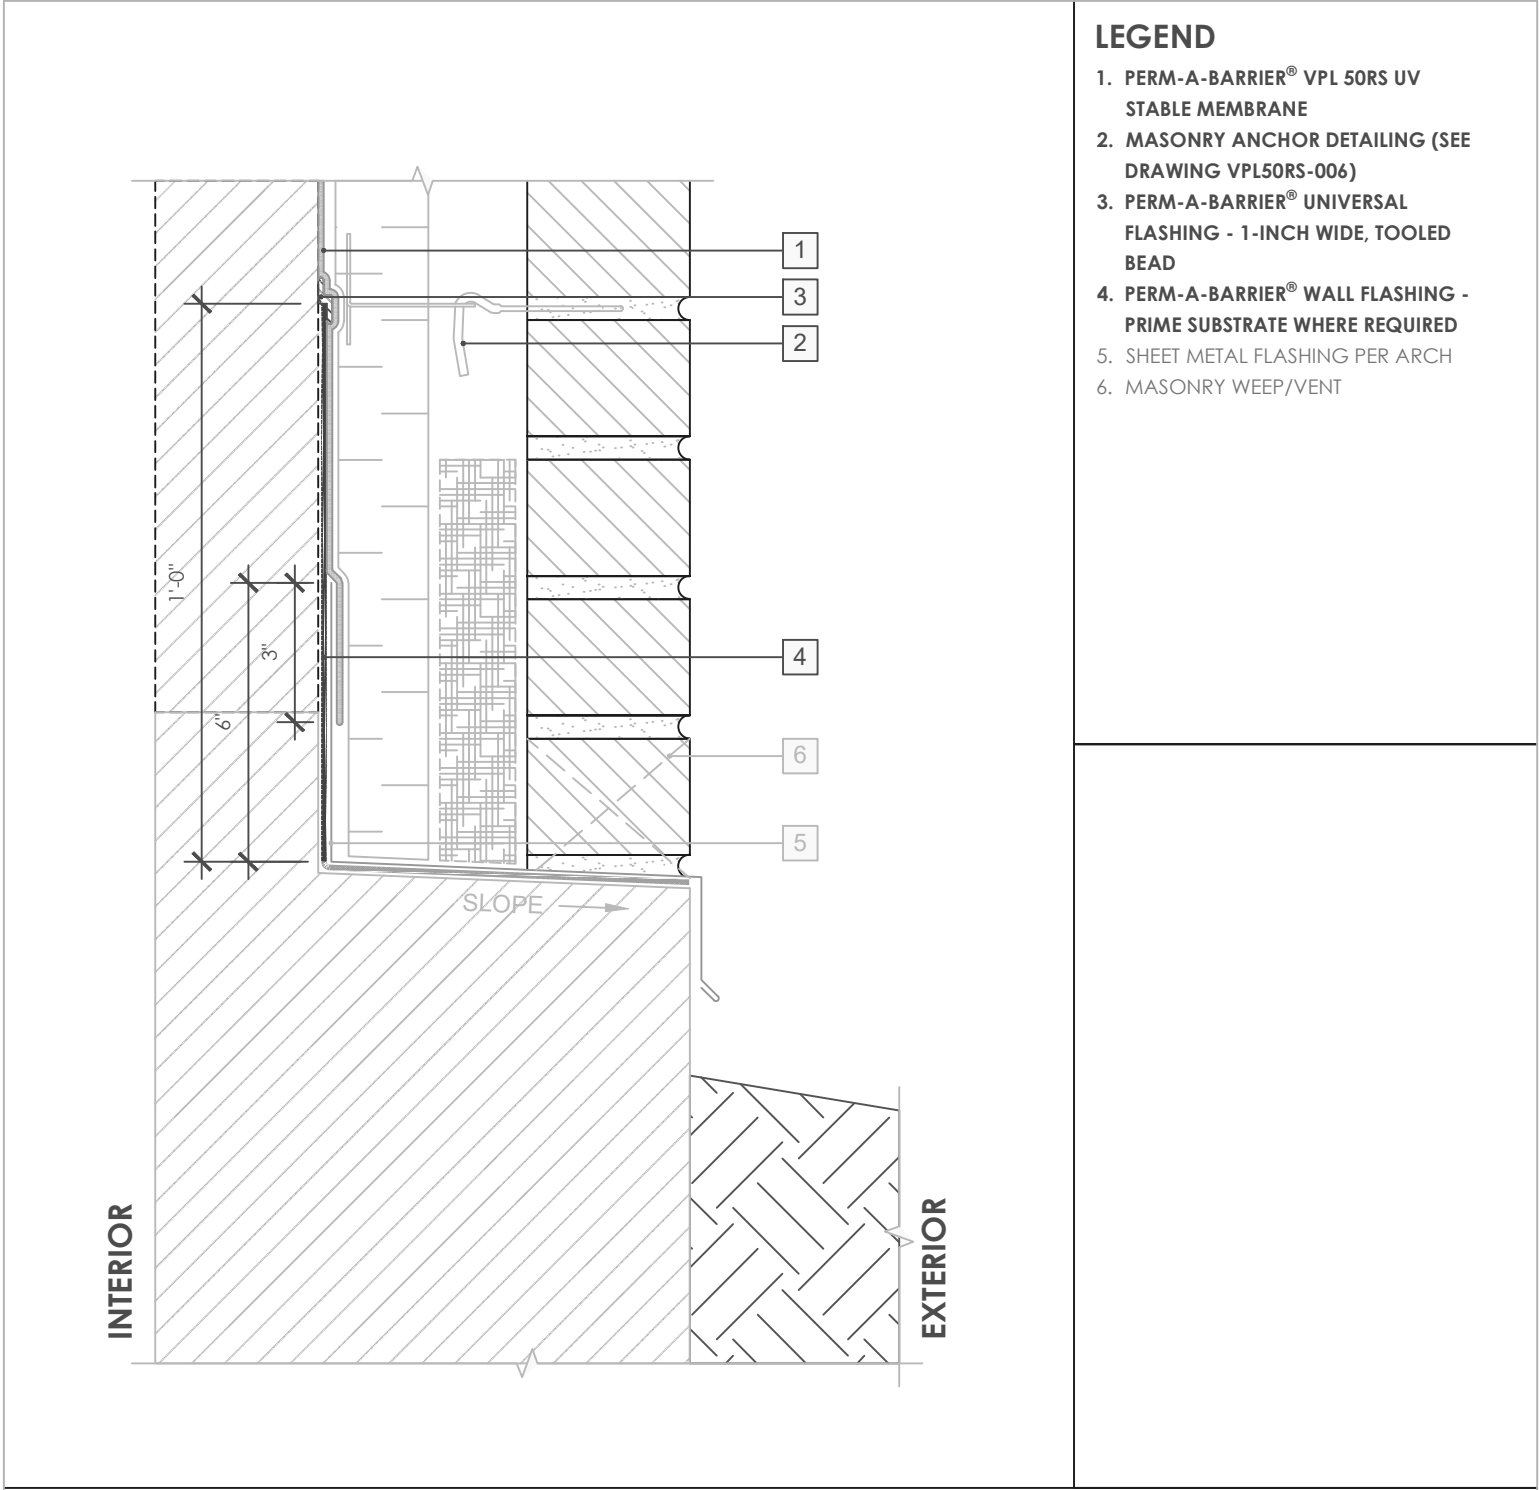 LEGEND
1. PERM-A-BARRIER® VPL 50RS UV
STABLE MEMBRANE
2. MASONRY ANCHOR DETAILING (SEE
DRAWING VPL50RS-006)
3. PERM-A-BARRIER® UNIVERSAL
FLASHING - 1-INCH WIDE, TOOLED
BEAD
4. PERM-A-BARRIER® WALL FLASHING -
PRIME SUBSTRATE WHERE REQUIRED
5. SHEET METAL FLASHING PER ARCH
6. MASONRY WEEP/VENT
1
3
2
1'-0"
3"
4
6"
6
5
SLOPE
INTERIOR
EXTERIOR